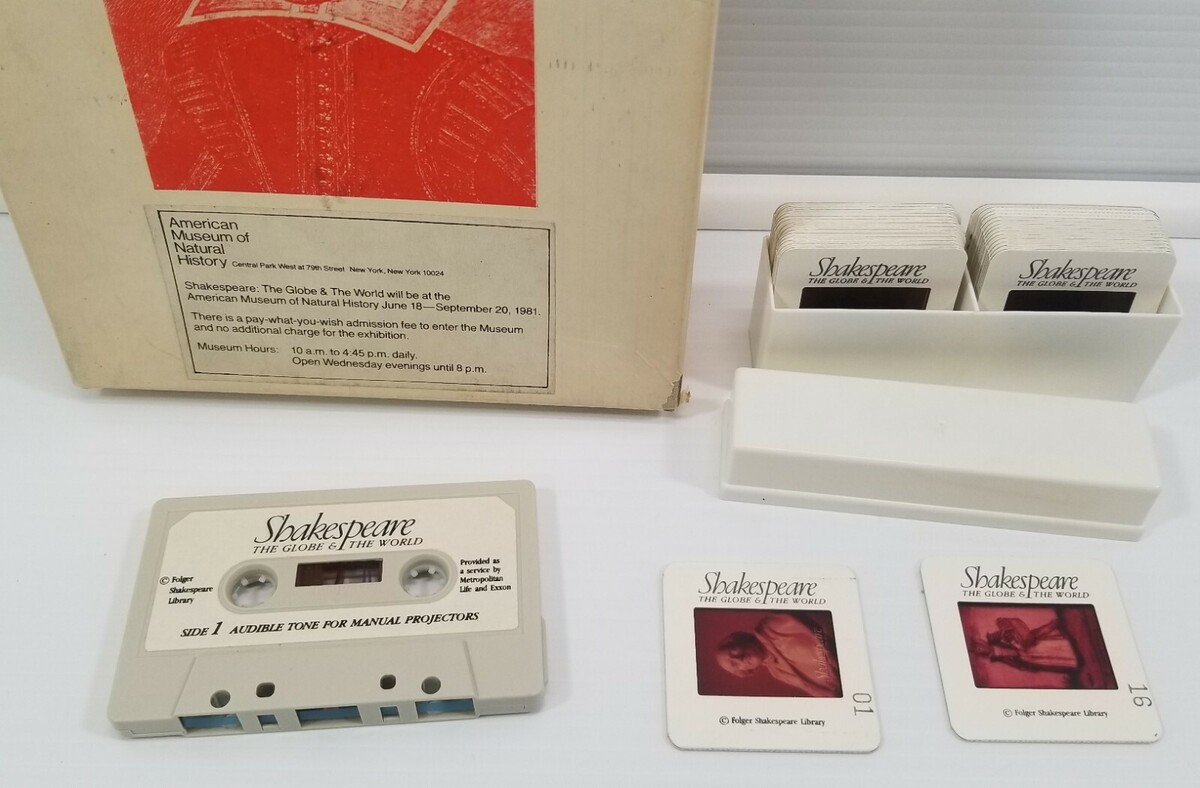 American
Museum of
Natural
History Central Park West at 79th Street New York, New York 10024
Shakespeare: The Globe & The World will be at the
American Museum of Natural History June 18—September 20, 1981.
There is a pay-what-you-wish admission fee to enter the Museum
and no additional charge for the exhibition.
Museum Hours: 10 a.m. to 4:45 p.m. daily.
Open Wednesday evenings until 8 p.m.
Shakespeare
THE GLOBE & THE WORLD
Shakespeare
THE GLOBE & THE WORLD
Shakespeare
THE GLOBE & THE WORLD
© Folger
Shakespeare
Library
Provided as
a service by
Metropolitan
Life and Exxon
SIDE 1 AUDIBLE TONE FOR MANUAL PROJECTORS
Shakespeare
THE GLOBE & THE WORLD
01
© Folger Shakespeare Library
Shakespeare
THE GLOBE & THE WORLD
16
© Folger Shakespeare Library